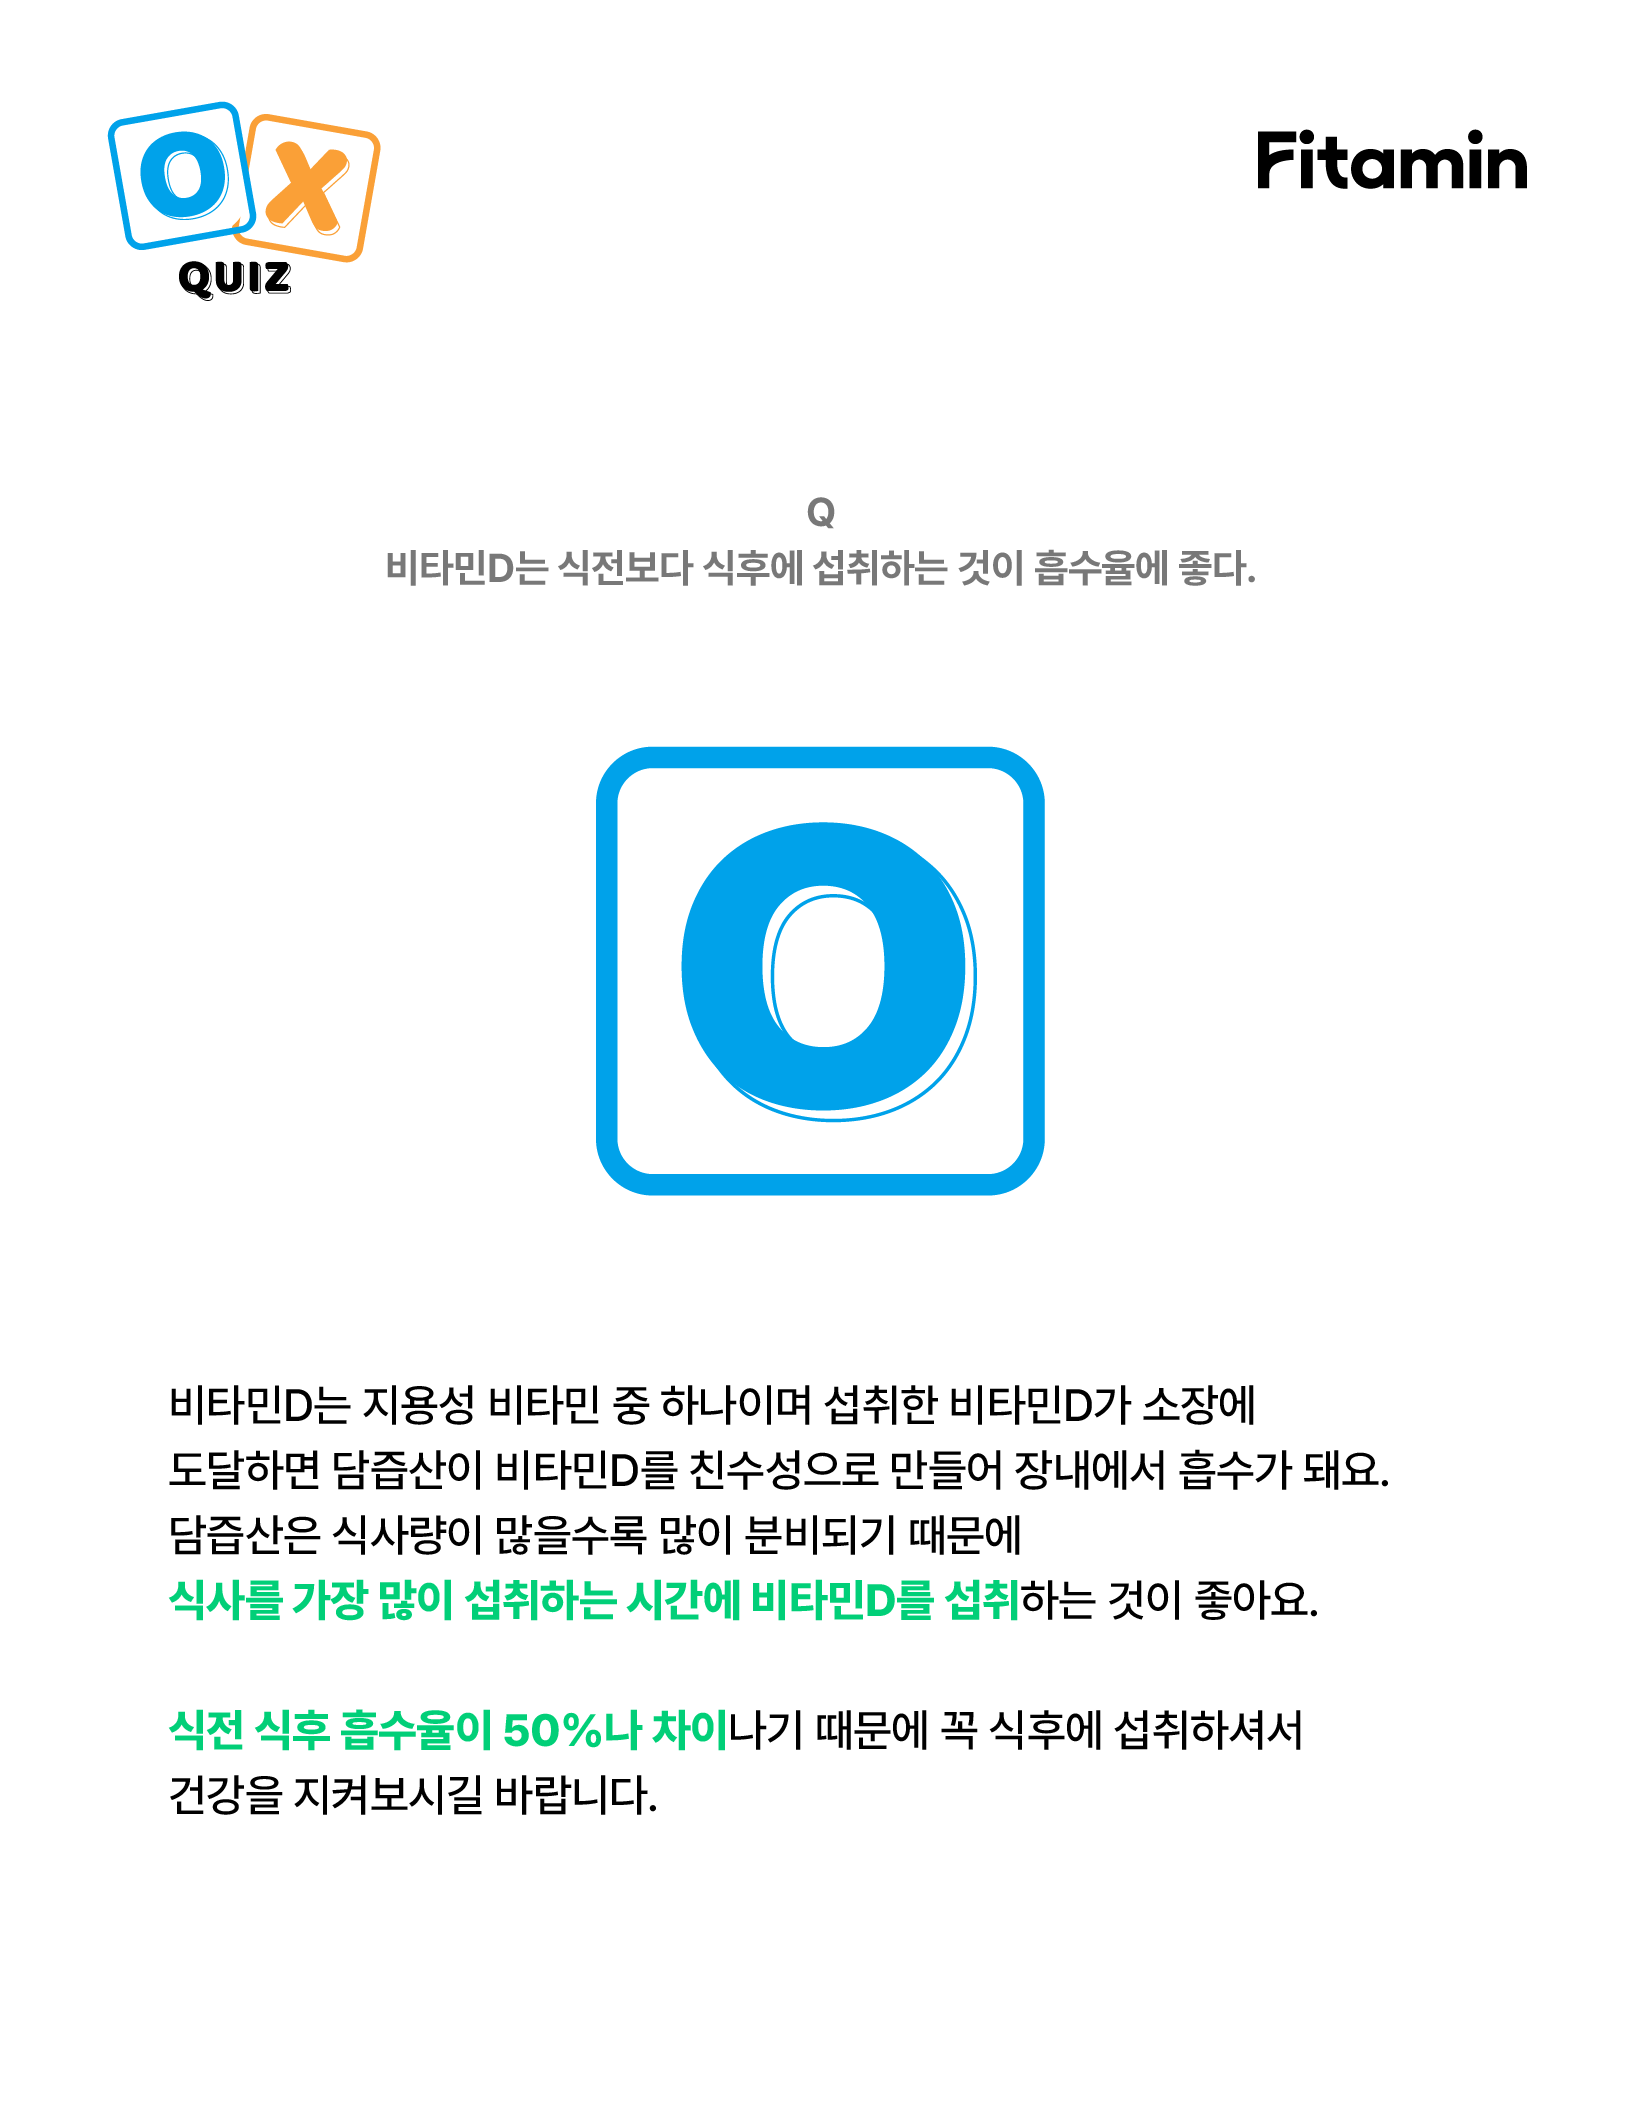 O X
QUIZ
Fitamin
Q
비타민D는 식전보다 식후에 섭취하는 것이 흡수율에 좋다.
O
비타민D는 지용성 비타민 중 하나이며 섭취한 비타민D가 소장에
도달하면 담즙산이 비타민D를 친수성으로 만들어 장내에서 흡수가 돼요.
담즙산은 식사량이 많을수록 많이 분비되기 때문에
식사를 가장 많이 섭취하는 시간에 비타민D를 섭취하는 것이 좋아요.
식전 식후 흡수율이 50%나 차이나기 때문에 꼭 식후에 섭취하셔서
건강을 지켜보시길 바랍니다.